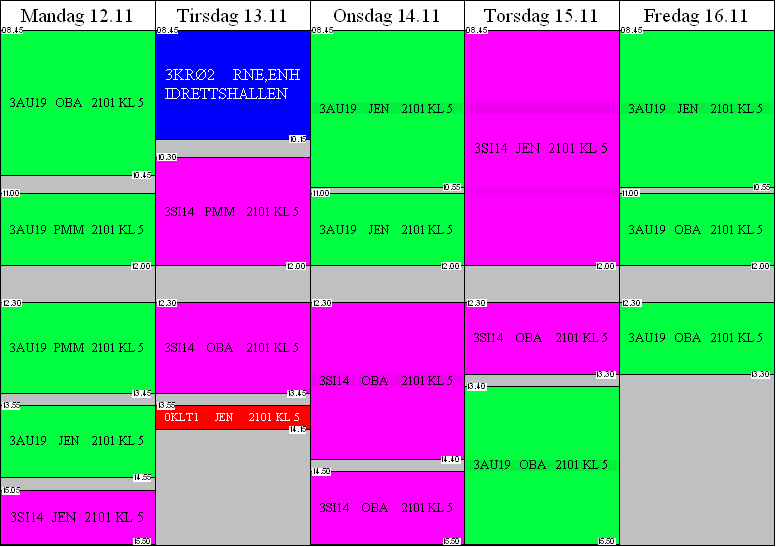 Mandag 12.11
08.45
3AU19 OBA 2101 KL 5
10.45
11.00
3AU19 PMM 2101 KL 5
12.00
12.30
3AU19 PMM 2101 KL 5
13.45
13.55
3AU19 JEN 2101 KL 5
14.55
15.05
3SI14 JEN 2101 KL 5
15.50
Tirsdag 13.11
08.45
3KRØ2 RNE,ENH
IDRETTSHALLEN
10.15
10.30
3SI14 PMM 2101 KL 5
12.00
12.30
3SI14 OBA 2101 KL 5
13.45
13.55
0KLT1 JEN 2101 KL 5
14.15
Onsdag 14.11
08.45
3AU19 JEN 2101 KL 5
10.55
11.00
3AU19 JEN 2101 KL 5
12.00
12.30
3SI14 OBA 2101 KL 5
14.40
14.50
3SI14 OBA 2101 KL 5
15.50
Torsdag 15.11
08.45
3SI14 JEN 2101 KL 5
12.00
12.30
3SI14 OBA 2101 KL 5
13.30
13.40
3AU19 OBA 2101 KL 5
15.50
Fredag 16.11
08.45
3AU19 JEN 2101 KL 5
10.55
11.00
3AU19 OBA 2101 KL 5
12.00
12.30
3AU19 OBA 2101 KL 5
13.30